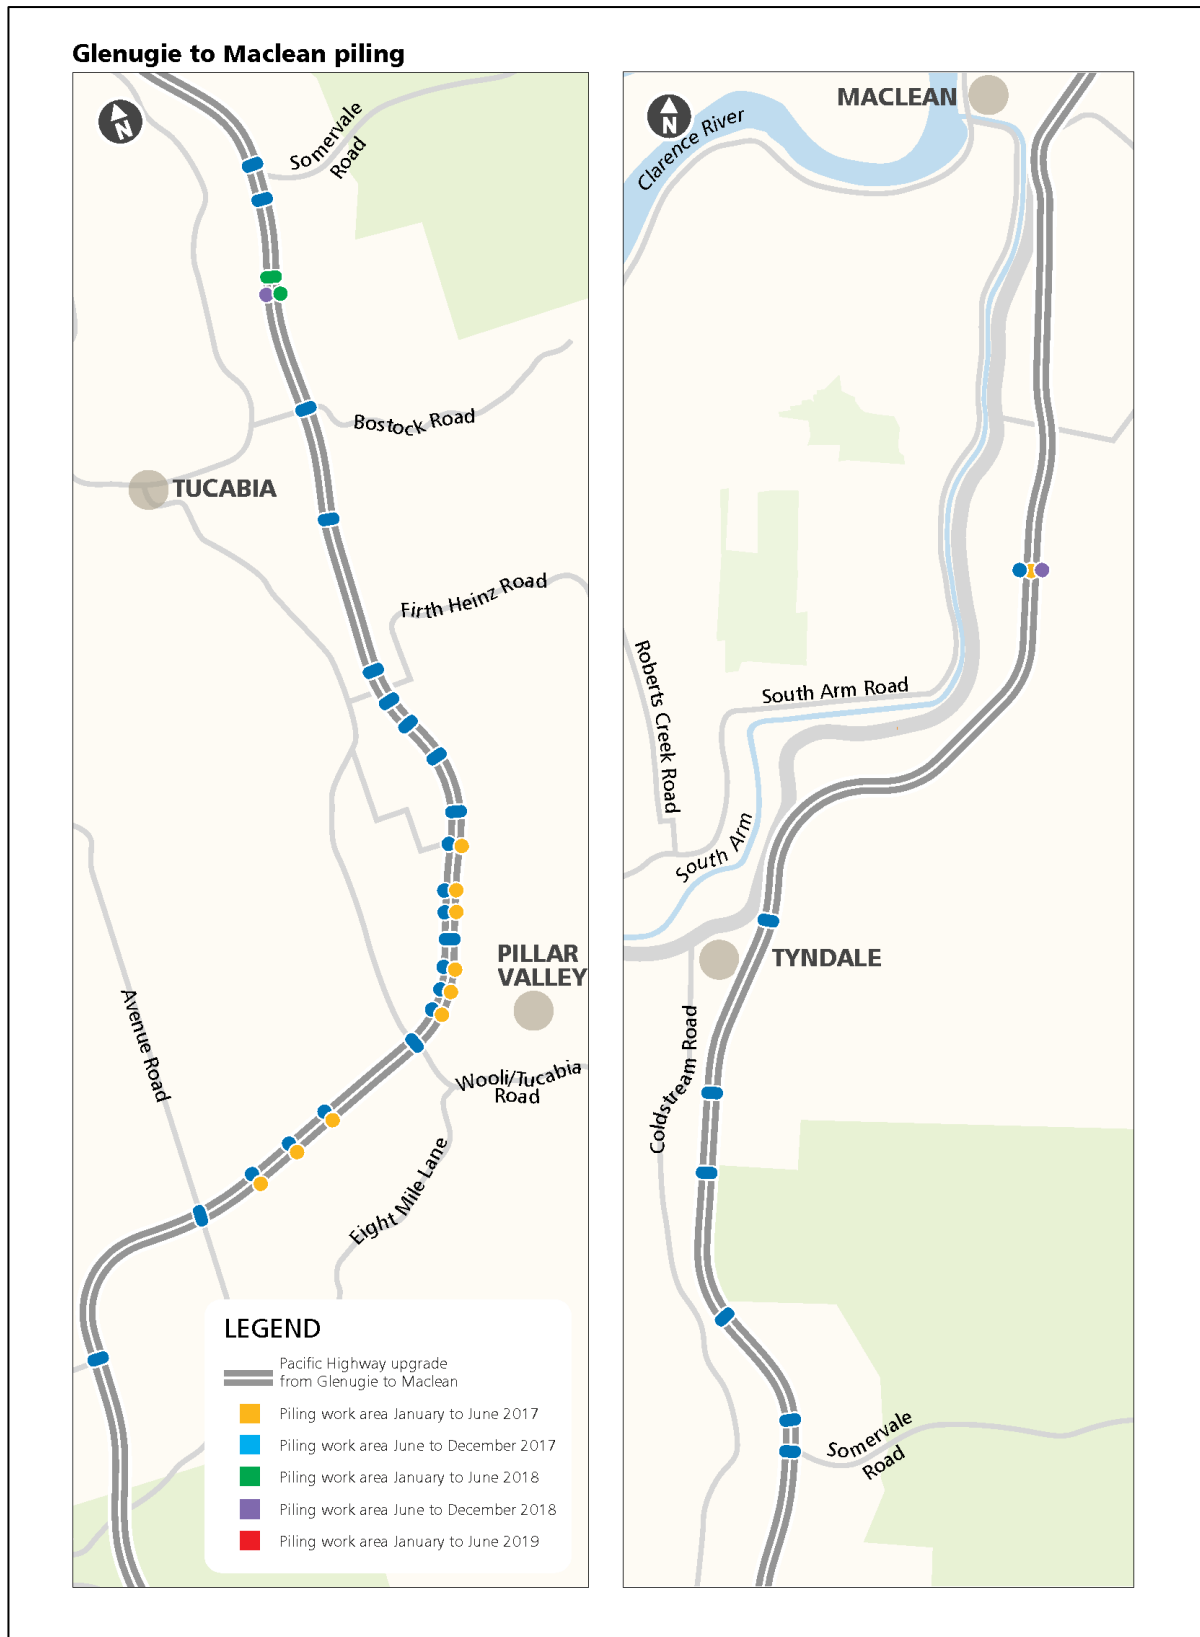 Glenugie to Maclean piling
N
Somervale
Road
Bostock Road
TUCABIA
Firth Heinz Road
PILLAR
VALLEY
Avenue Road
Wooli/Tucabia
Road
Eight Mile Lane
LEGEND
Pacific Highway upgrade
from Glenugie to Maclean
Piling work area January to June 2017
Piling work area June to December 2017
Piling work area January to June 2018
Piling work area June to December 2018
Piling work area January to June 2019
N
MACLEAN
Clarence River
Roberts Creek Road
South Arm Road
South Arm
TYNDALE
Coldstream Road
Somervale
Road